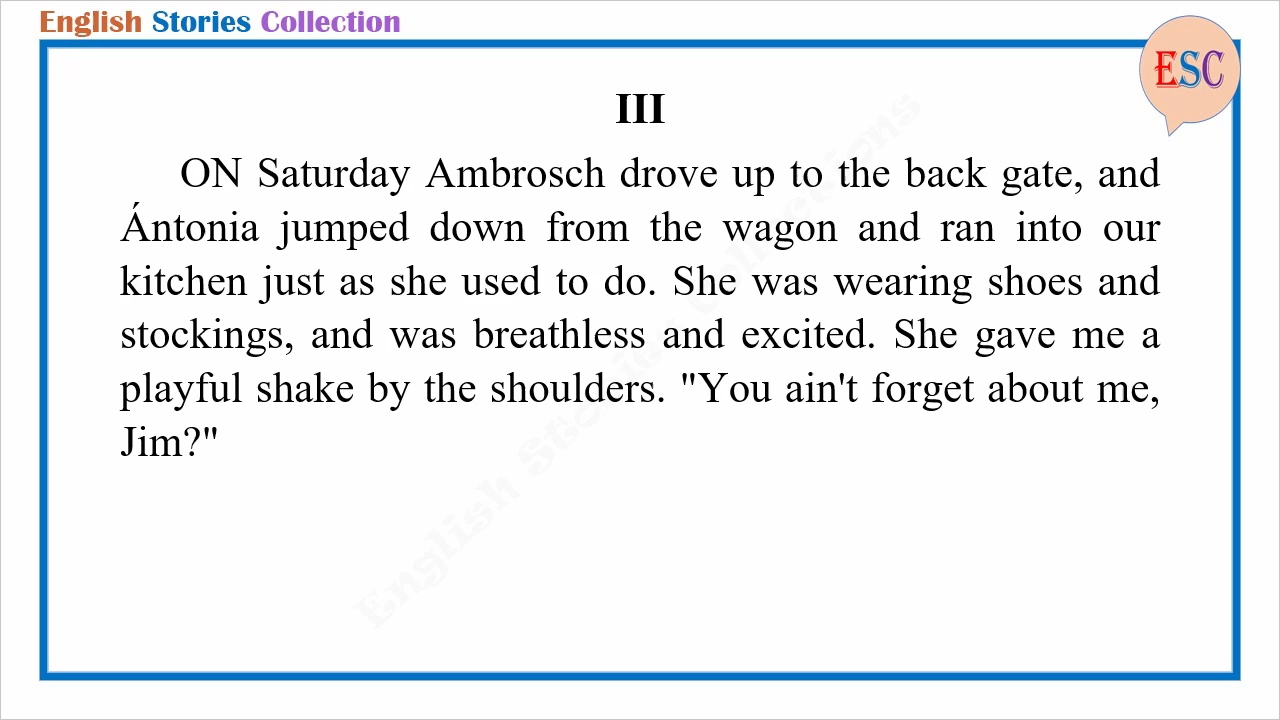 English Stories Collection
ESC
III
ON Saturday Ambrosch drove up to the back gate, and
Ántonia jumped down from the wagon and ran into our
kitchen just as she used to do. She was wearing shoes and
stockings, and was breathless and excited. She gave me a
playful shake by the shoulders. "You ain't forget about me,
Jim?"
English Stories Collections